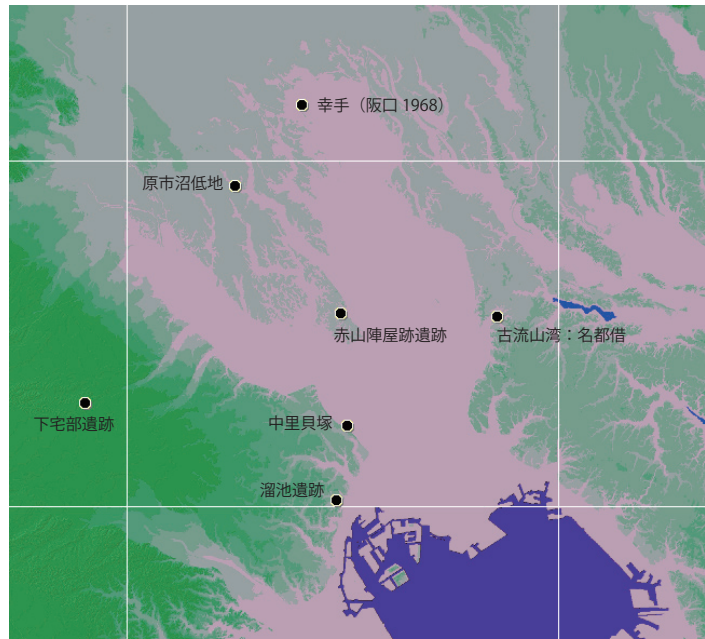 幸手（阪口 1968）
原市沼低地
赤山陣屋跡遺跡
古流山湾：名都借
下宅部遺跡
中里貝塚
溜池遺跡